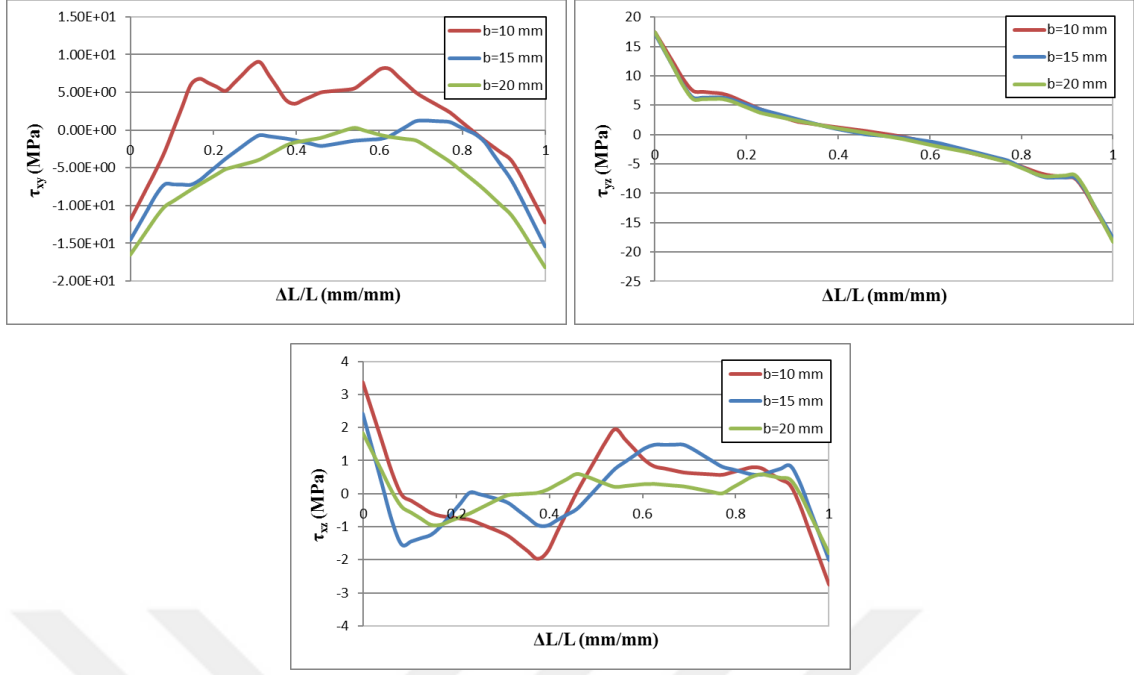 1.50E+01
1.00E+01
5.00E+00
0.00E+00
-5.00E+00
-1.00E+01
-1.50E+01
-2.00E+01
τxy (MPa)
0 0.2 0.4 0.6 0.8 1
ΔL/L (mm/mm)
b=10 mm
b=15 mm
b=20 mm
20
15
10
5
0
-5
-10
-15
-20
-25
τyz (MPa)
0 0.2 0.4 0.6 0.8 1
ΔL/L (mm/mm)
b=10 mm
b=15 mm
b=20 mm
4
3
2
1
0
-1
-2
-3
-4
τxz (MPa)
0 0.2 0.4 0.6 0.8 1
ΔL/L (mm/mm)
b=10 mm
b=15 mm
b=20 mm